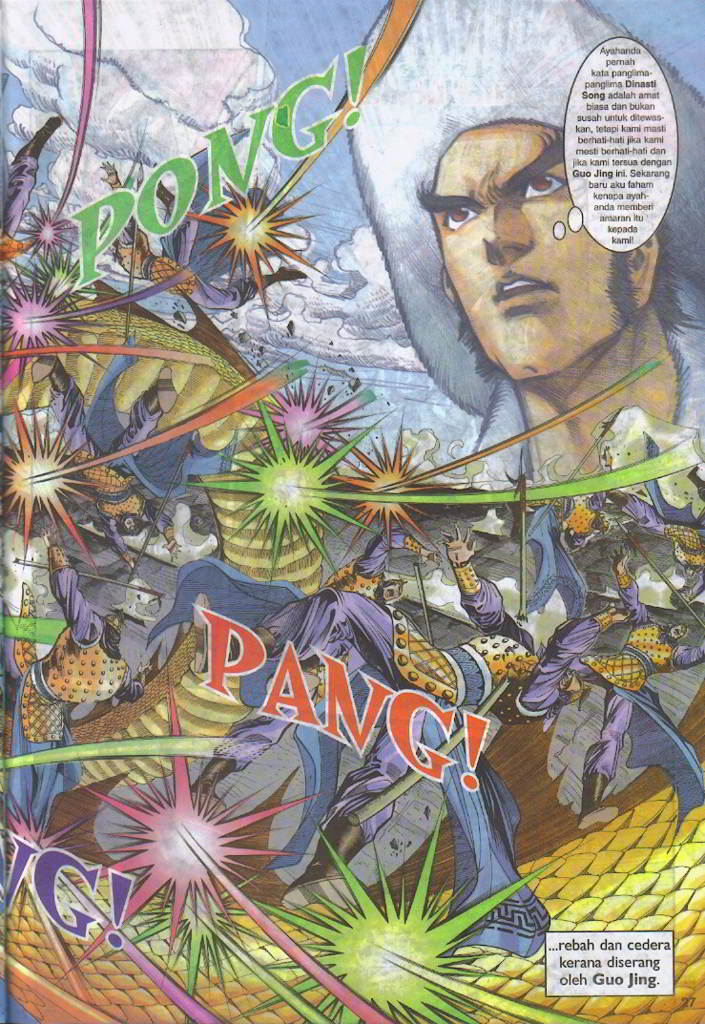 PONG!
Ayahanda
pernah
kata panglima-
panglima Dinasti
Song adalah amat
biasa dan bukan
susah untuk ditewas-
kan, tetapi kami masti
berhati-hati jika kami
mesti berhati-hati dan
jika kami tersua dengan
Guo Jing ini. Sekarang
baru aku faham
kenapa ayah-
anda memberi
amaran itu
kepada
kami!
PANG!
NG!
...rebah dan cedera
kerana diserang
oleh Guo Jing.
27